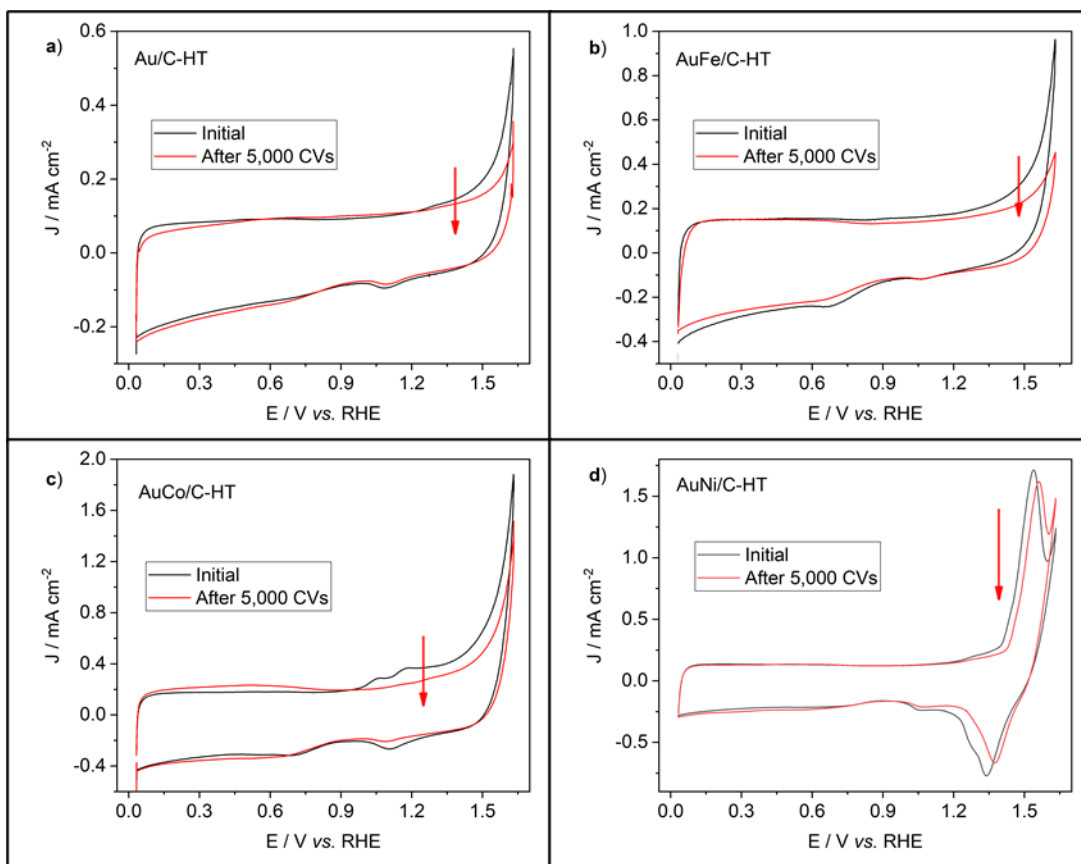 a)
Au/C-HT
Initial
After 5,000 CVs
J / mA cm⁻²
0.6
0.4
0.2
0.0
-0.2
0.0 0.3 0.6 0.9 1.2 1.5
E / V vs. RHE
b)
AuFe/C-HT
Initial
After 5,000 CVs
J / mA cm⁻²
1.0
0.8
0.6
0.4
0.2
0.0
-0.2
-0.4
0.0 0.3 0.6 0.9 1.2 1.5
E / V vs. RHE
c)
AuCo/C-HT
Initial
After 5,000 CVs
J / mA cm⁻²
2.0
1.6
1.2
0.8
0.4
0.0
-0.4
0.0 0.3 0.6 0.9 1.2 1.5
E / V vs. RHE
d)
AuNi/C-HT
Initial
After 5,000 CVs
J / mA cm⁻²
1.5
1.0
0.5
0.0
-0.5
0.0 0.3 0.6 0.9 1.2 1.5
E / V vs. RHE